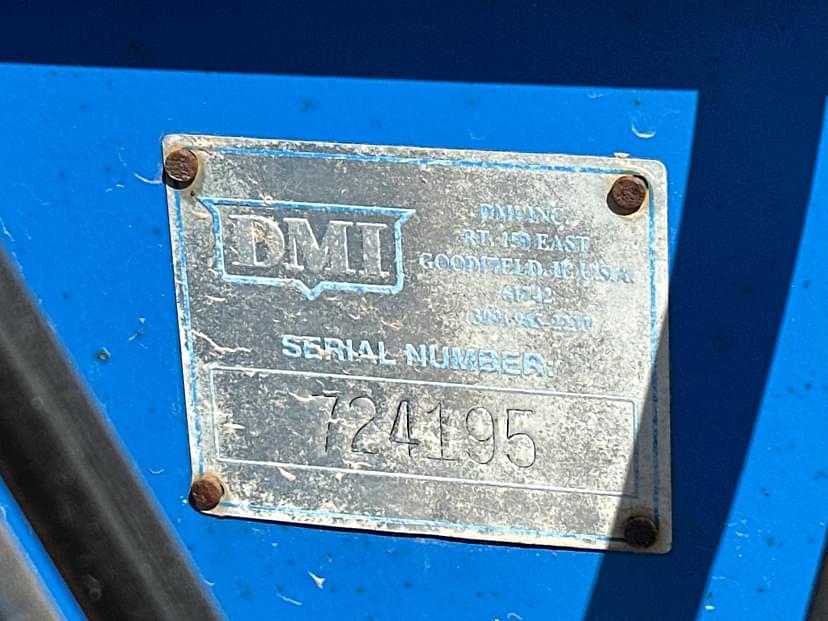 DMI
DMI INC.
RT. 150 EAST
GOODFIELD, IL U.S.A.
61742
SERIAL NUMBER:
724195